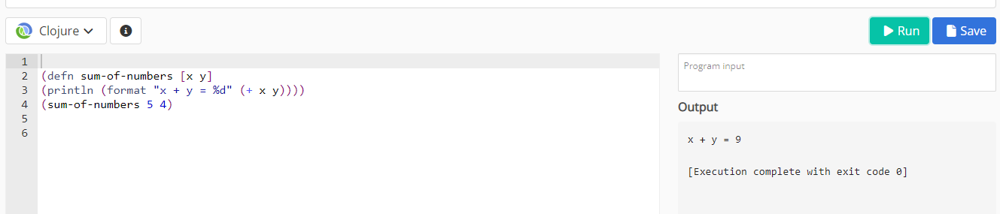 Clojure
Run
Save
1
2 (defn sum-of-numbers [x y]
3 (println (format "x + y = %d" (+ x y))))
4 (sum-of-numbers 5 4)
5
6
Program input
Output
x + y = 9
[Execution complete with exit code 0]